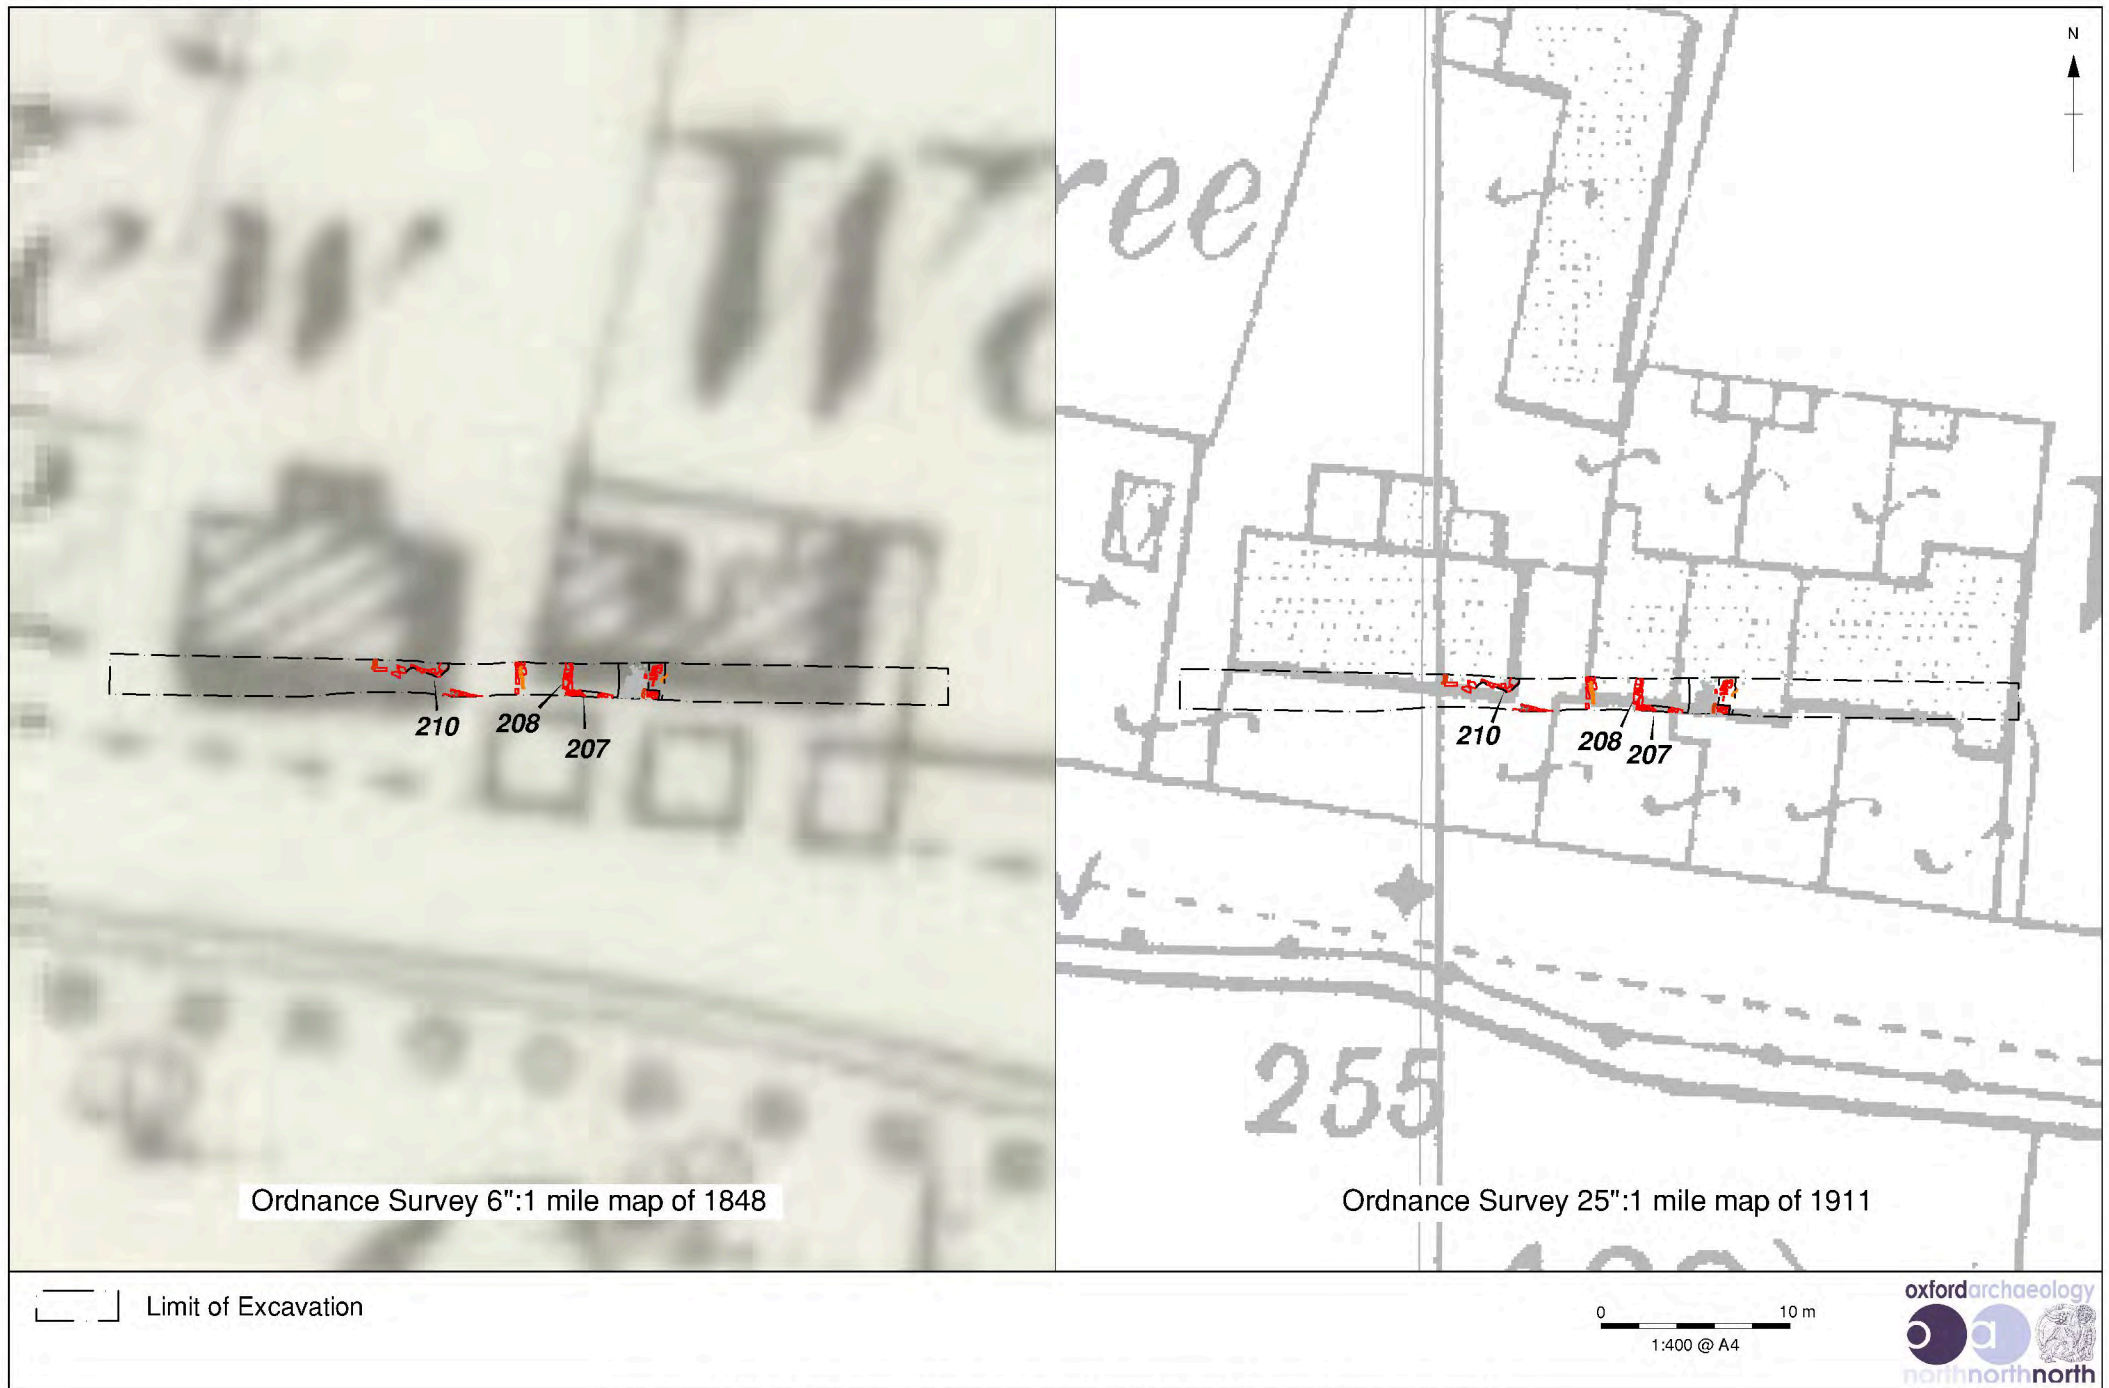 N
ree
210
208
207
210
208
207
255
Ordnance Survey 6":1 mile map of 1848
Ordnance Survey 25":1 mile map of 1911
Limit of Excavation
0 10 m
1:400 @ A4
oxfordarchaeology
o a
northnorthnorth